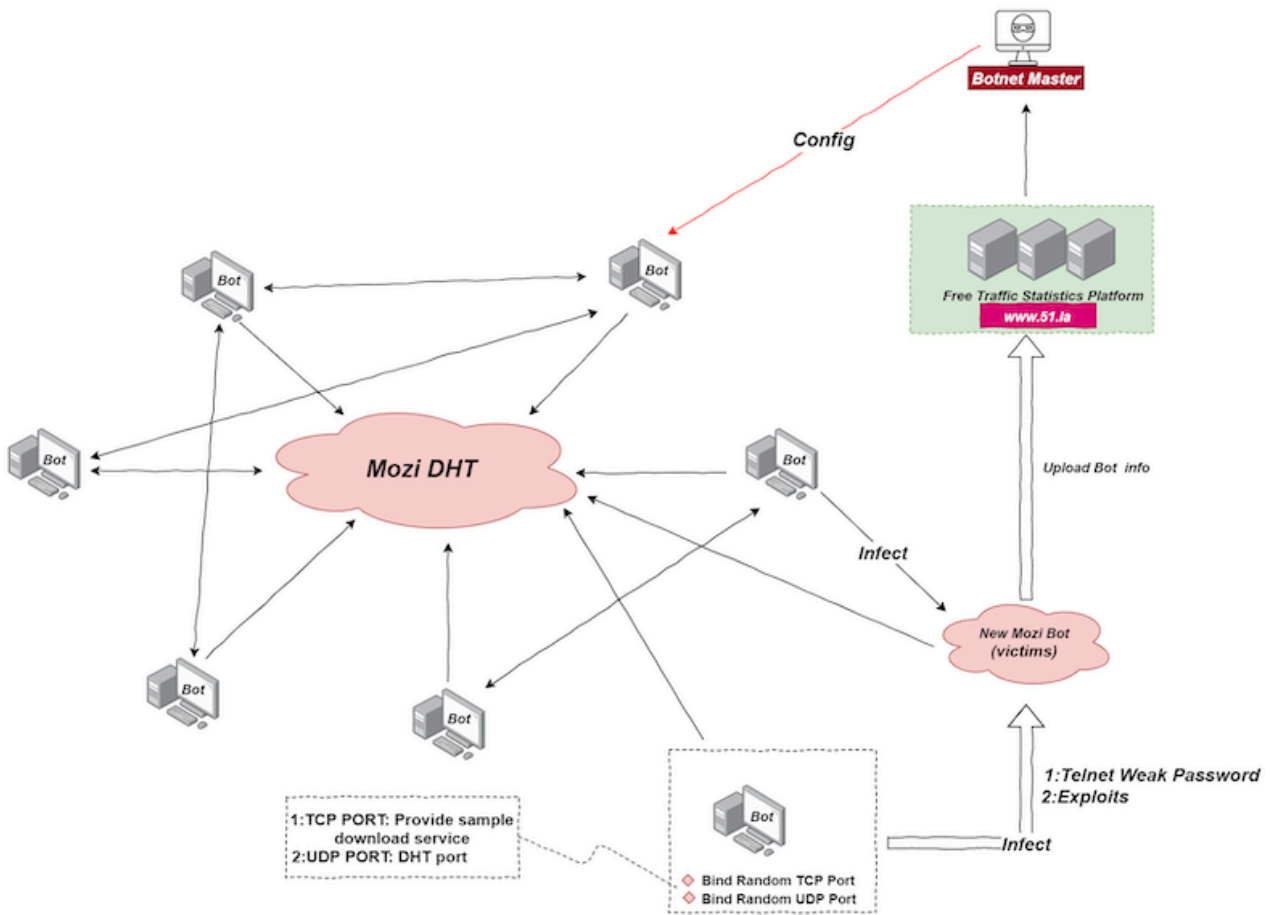 Botnet Master
Config
Bot
Bot
Free Traffic Statistics Platform
www.51.la
Bot
Mozi DHT
Bot
Upload Bot info
Infect
New Mozi Bot
(victims)
Bot
Bot
1:Telnet Weak Password
2:Exploits
1:TCP PORT: Provide sample
download service
2:UDP PORT: DHT port
Bot
Infect
Bind Random TCP Port
Bind Random UDP Port